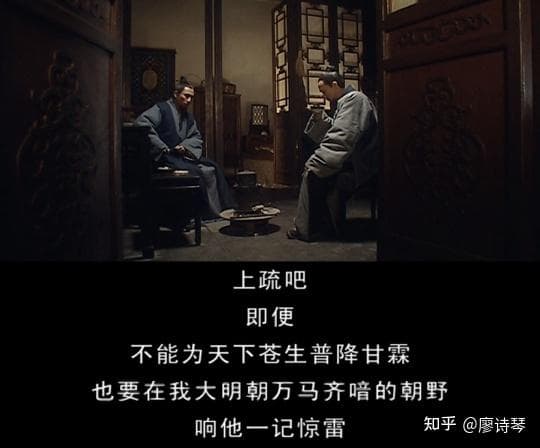 上疏吧
即便
不能为天下苍生普降甘霖
也要在我大明朝万马齐喑的朝野
响他一记惊雷
知乎 @廖诗琴